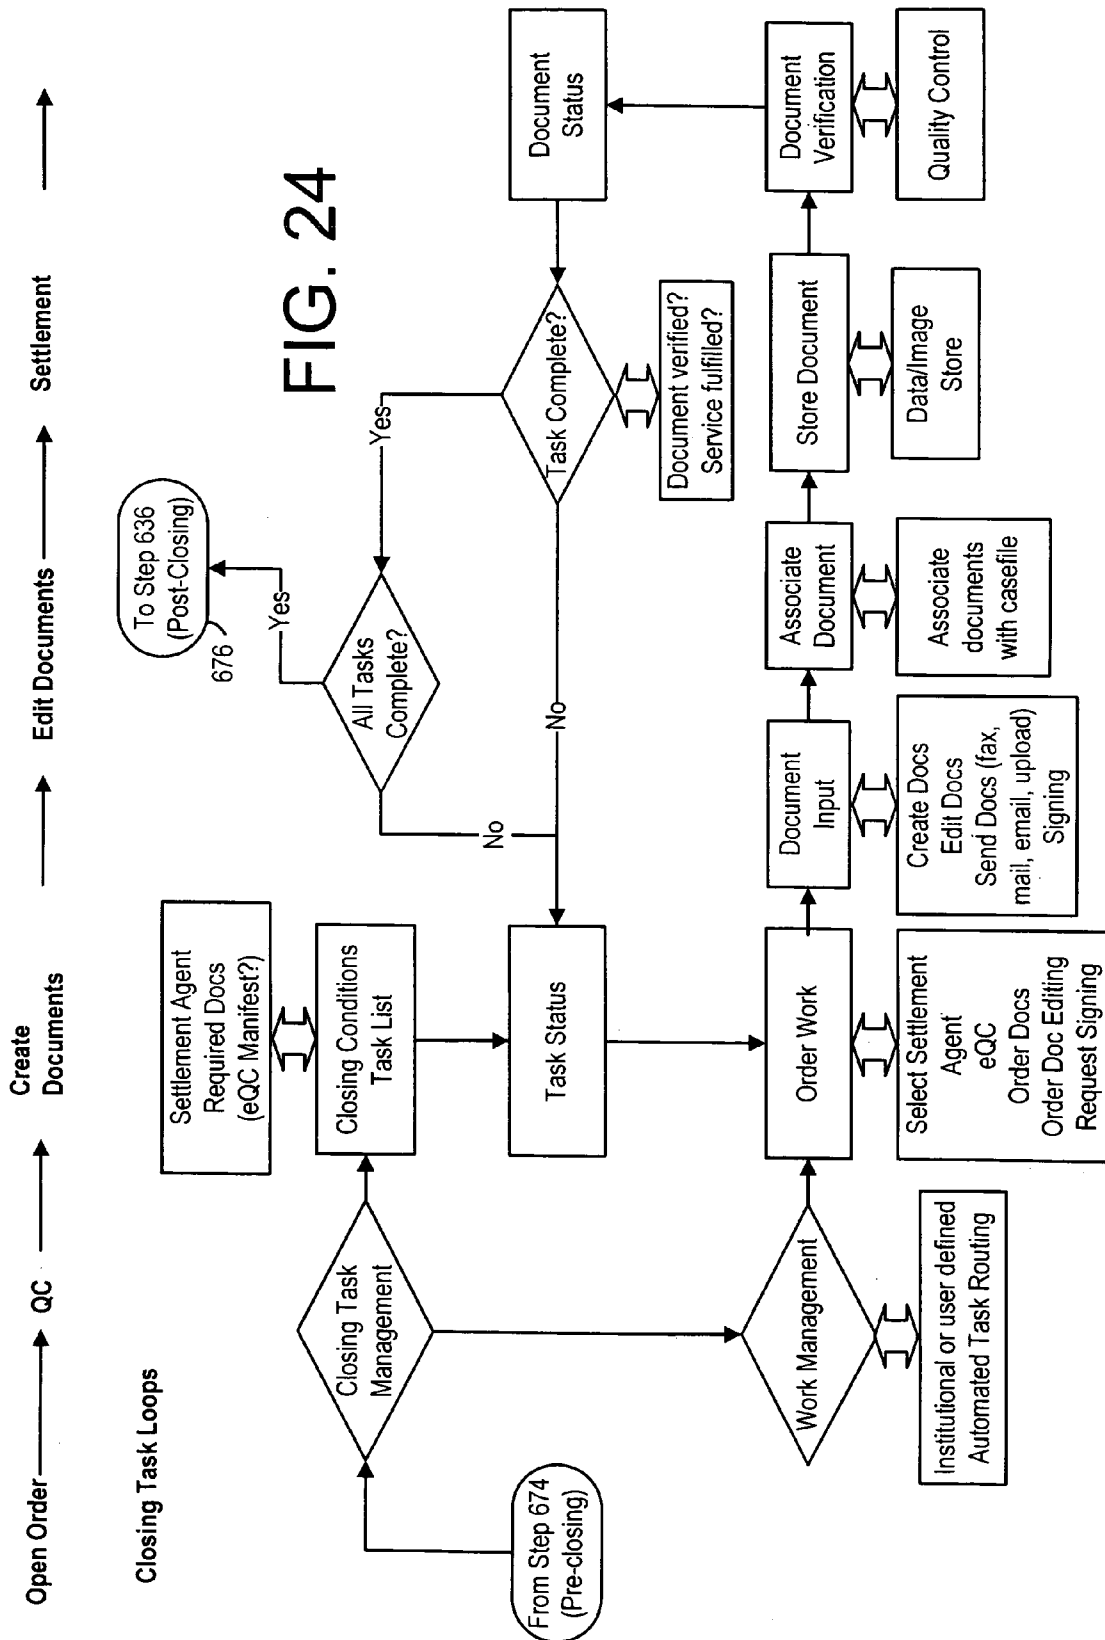 Open Order
QC
Create
Documents
Edit Documents
Settlement
Closing Task Loops
FIG. 24
From Step 674
(Pre-closing)
Closing Task
Management
Settlement Agent
Required Docs
(eQC Manifest?)
Closing Conditions
Task List
Task Status
All Tasks
Complete?
Yes
No
To Step 636
(Post-Closing)
676
Task Complete?
Yes
No
Document verified?
Service fulfilled?
Document
Status
Work Management
Institutional or user defined
Automated Task Routing
Order Work
Select Settlement
Agent
eQC
Order Docs
Order Doc Editing
Request Signing
Document
Input
Create Docs
Edit Docs
Send Docs (fax,
mail, email, upload)
Signing
Associate
Document
Associate
documents
with casefile
Store Document
Data/Image
Store
Document
Verification
Quality Control